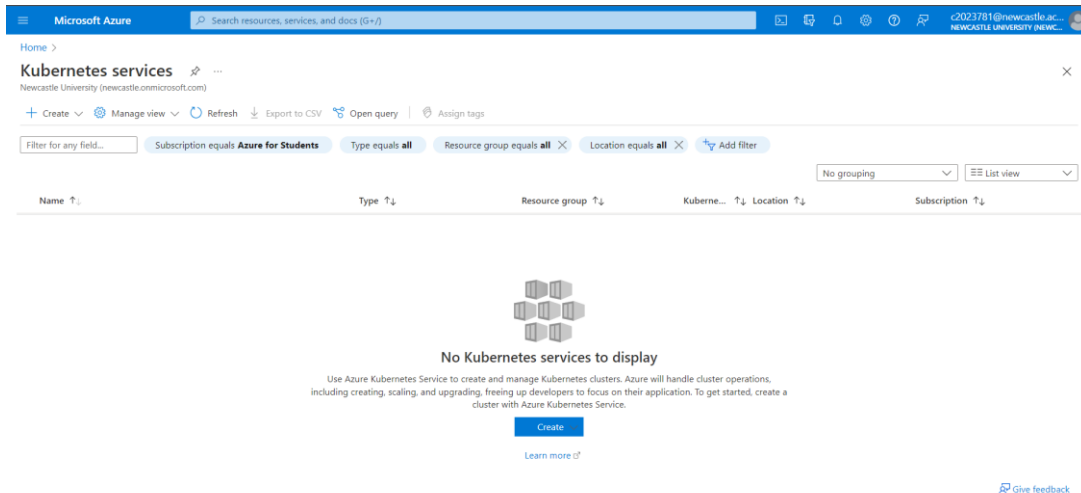 Microsoft Azure
Search resources, services, and docs (G+/)
c2023781@newcastle.ac...
NEWCASTLE UNIVERSITY (NEWC...
Home >
Kubernetes services ...
Newcastle University (newcastle.onmicrosoft.com)
+ Create Manage view Refresh Export to CSV Open query Assign tags
Filter for any field... Subscription equals Azure for Students Type equals all Resource group equals all Location equals all Add filter
No grouping List view
Name ↑↓ Type ↑↓ Resource group ↑↓ Kuberne... ↑↓ Location ↑↓ Subscription ↑↓
No Kubernetes services to display
Use Azure Kubernetes Service to create and manage Kubernetes clusters. Azure will handle cluster operations,
including creating, scaling, and upgrading, freeing up developers to focus on their application. To get started, create a
cluster with Azure Kubernetes Service.
Create
Learn more
Give feedback